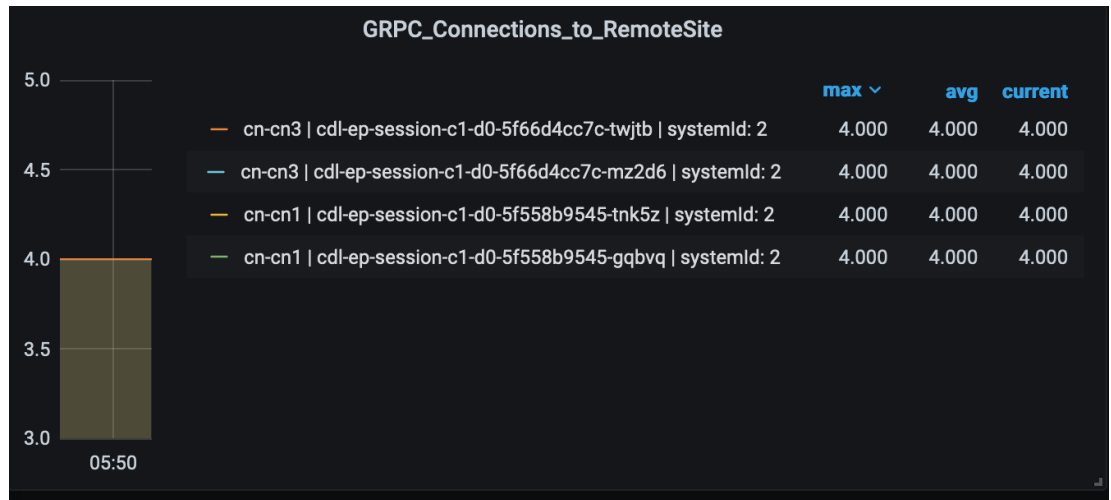 GRPC_Connections_to_RemoteSite
max avg current
5.0
cn-cn3 | cdl-ep-session-c1-d0-5f66d4cc7c-twjtb | systemId: 2 4.000 4.000 4.000
4.5
cn-cn3 | cdl-ep-session-c1-d0-5f66d4cc7c-mz2d6 | systemId: 2 4.000 4.000 4.000
cn-cn1 | cdl-ep-session-c1-d0-5f558b9545-tnk5z | systemId: 2 4.000 4.000 4.000
4.0
cn-cn1 | cdl-ep-session-c1-d0-5f558b9545-gqbvq | systemId: 2 4.000 4.000 4.000
3.5
3.0
05:50